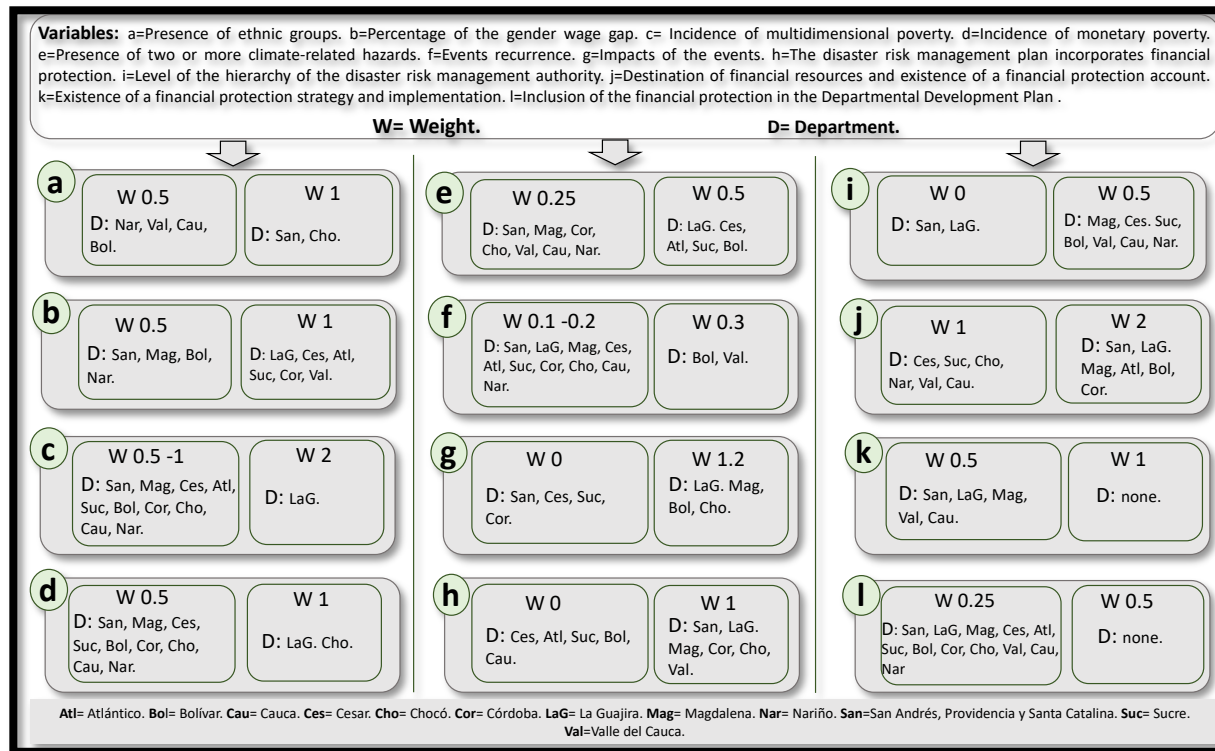 Variables: a=Presence of ethnic groups. b=Percentage of the gender wage gap. c= Incidence of multidimensional poverty. d=Incidence of monetary poverty.
e=Presence of two or more climate-related hazards. f=Events recurrence. g=Impacts of the events. h=The disaster risk management plan incorporates financial
protection. i=Level of the hierarchy of the disaster risk management authority. j=Destination of financial resources and existence of a financial protection account.
k=Existence of a financial protection strategy and implementation. l=Inclusion of the financial protection in the Departmental Development Plan .
W= Weight.
D= Department.
a
W 0.5
D: Nar, Val, Cau,
Bol.
W 1
D: San, Cho.
b
W 0.5
D: San, Mag, Bol,
Nar.
W 1
D: LaG, Ces, Atl,
Suc, Cor, Val.
c
W 0.5 -1
D: San, Mag, Ces, Atl,
Suc, Bol, Cor, Cho,
Cau, Nar.
W 2
D: LaG.
d
W 0.5
D: San, Mag, Ces,
Suc, Bol, Cor, Cho,
Cau, Nar.
W 1
D: LaG. Cho.
e
W 0.25
D: San, Mag, Cor,
Cho, Val, Cau, Nar.
W 0.5
D: LaG. Ces,
Atl, Suc, Bol.
f
W 0.1 -0.2
D: San, LaG, Mag, Ces,
Atl, Suc, Cor, Cho, Cau,
Nar.
W 0.3
D: Bol, Val.
g
W 0
D: San, Ces, Suc,
Cor.
W 1.2
D: LaG. Mag,
Bol, Cho.
h
W 0
D: Ces, Atl, Suc, Bol,
Cau.
W 1
D: San, LaG.
Mag, Cor, Cho,
Val.
i
W 0
D: San, LaG.
W 0.5
D: Mag, Ces. Suc,
Bol, Val, Cau, Nar.
j
W 1
D: Ces, Suc, Cho,
Nar, Val, Cau.
W 2
D: San, LaG.
Mag, Atl, Bol,
Cor.
k
W 0.5
D: San, LaG, Mag,
Val, Cau.
W 1
D: none.
l
W 0.25
D: San, LaG, Mag, Ces, Atl,
Suc, Bol, Cor, Cho, Val, Cau,
Nar
W 0.5
D: none.
Atl= Atlántico. Bol= Bolívar. Cau= Cauca. Ces= Cesar. Cho= Chocó. Cor= Córdoba. LaG= La Guajira. Mag= Magdalena. Nar= Nariño. San=San Andrés, Providencia y Santa Catalina. Suc= Sucre.
Val=Valle del Cauca.